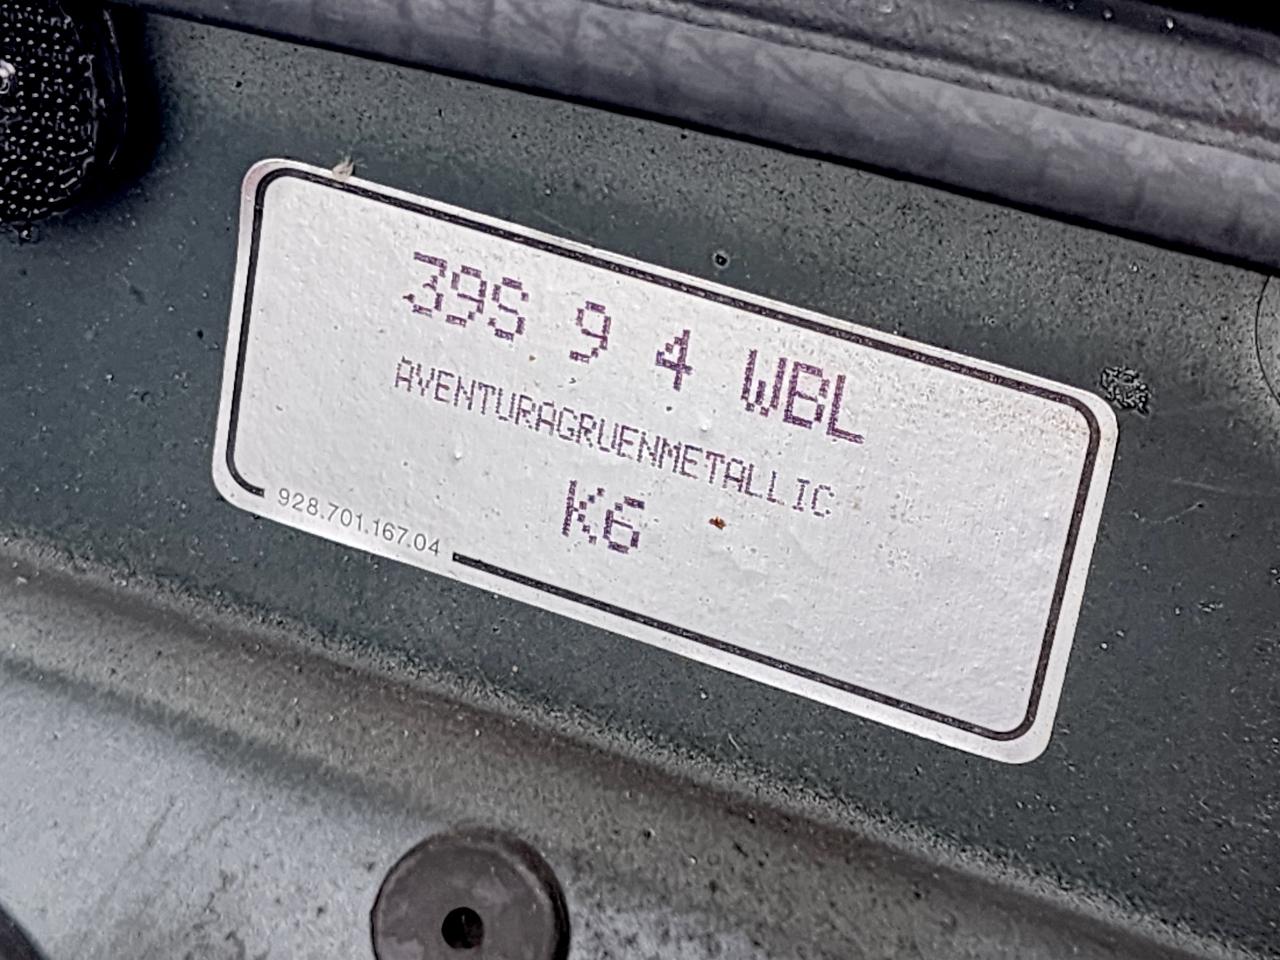 39S 9 4 WBL
AVENTURAGRUENMETALLIC
K6
928.701.167.04